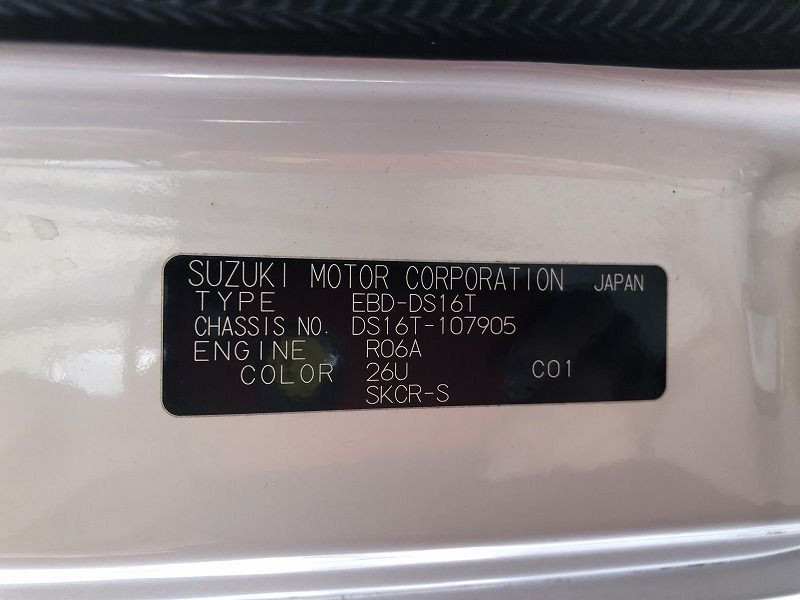 SUZUKI MOTOR CORPORATION JAPAN
TYPE EBD-DS16T
CHASSIS NO. DS16T-107905
ENGINE R06A
COLOR 26U C01
SKCR-S